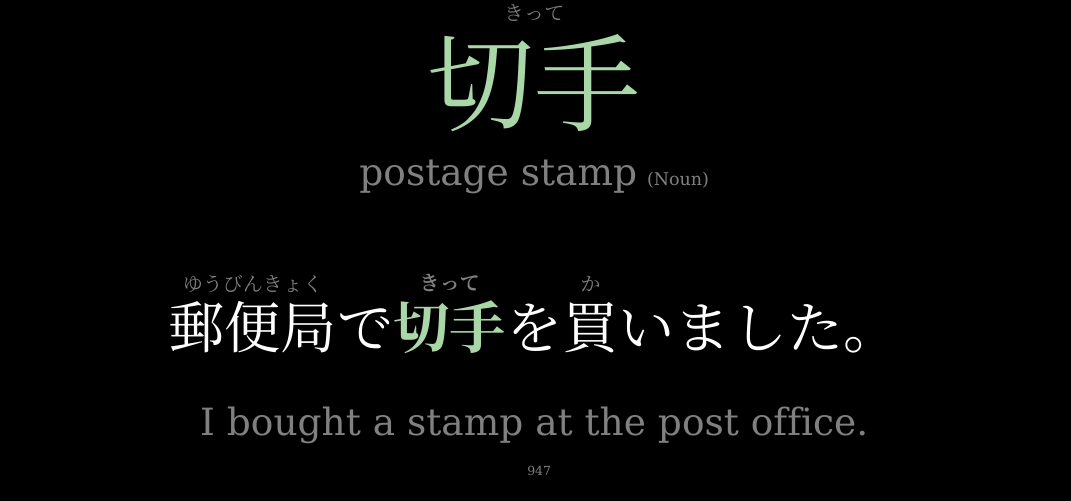 きって
切手
postage stamp (Noun)
ゆうびんきょく きって か
郵便局で切手を買いました。
I bought a stamp at the post office.
947